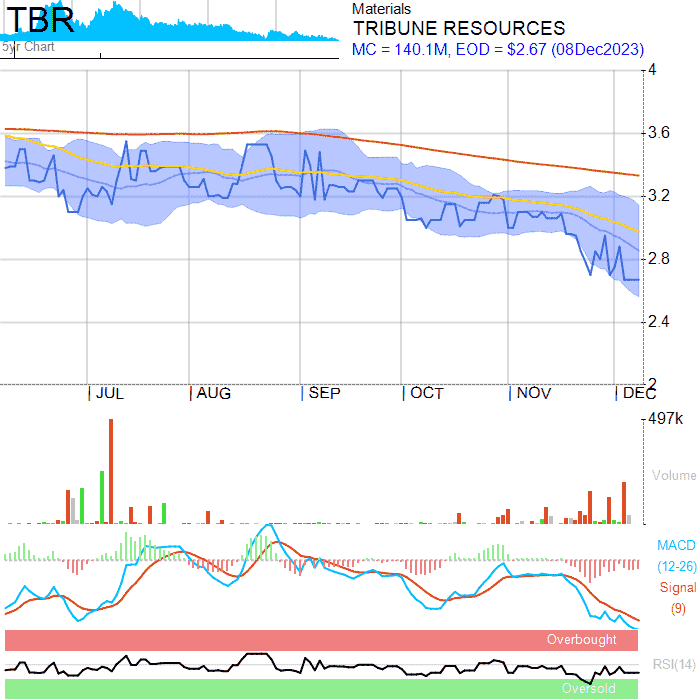 TBR
5yr Chart
Materials
TRIBUNE RESOURCES
MC = 140.1M, EOD = $2.67 (08Dec2023)
4
3.6
3.2
2.8
2.4
2
JUL AUG SEP OCT NOV DEC
497k
Volume
MACD
(12-26)
Signal
(9)
Overbought
RSI(14)
Oversold